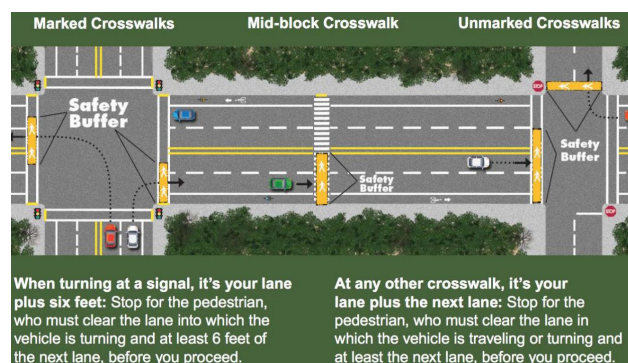 Marked Crosswalks
Mid-block Crosswalk
Unmarked Crosswalks
STOP
Safety
Buffer
Safety
Buffer
Safety
Buffer
STOP
When turning at a signal, it's your lane
plus six feet: Stop for the pedestrian,
who must clear the lane into which the
vehicle is turning and at least 6 feet of
the next lane, before you proceed.
At any other crosswalk, it's your
lane plus the next lane: Stop for the
pedestrian, who must clear the lane in
which the vehicle is traveling or turning and
at least the next lane, before you proceed.